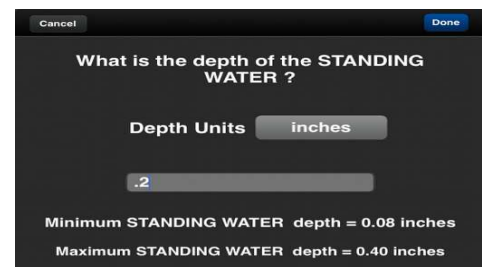 Cancel Done
What is the depth of the STANDING
WATER ?
Depth Units inches
.2
Minimum STANDING WATER depth = 0.08 inches
Maximum STANDING WATER depth = 0.40 inches